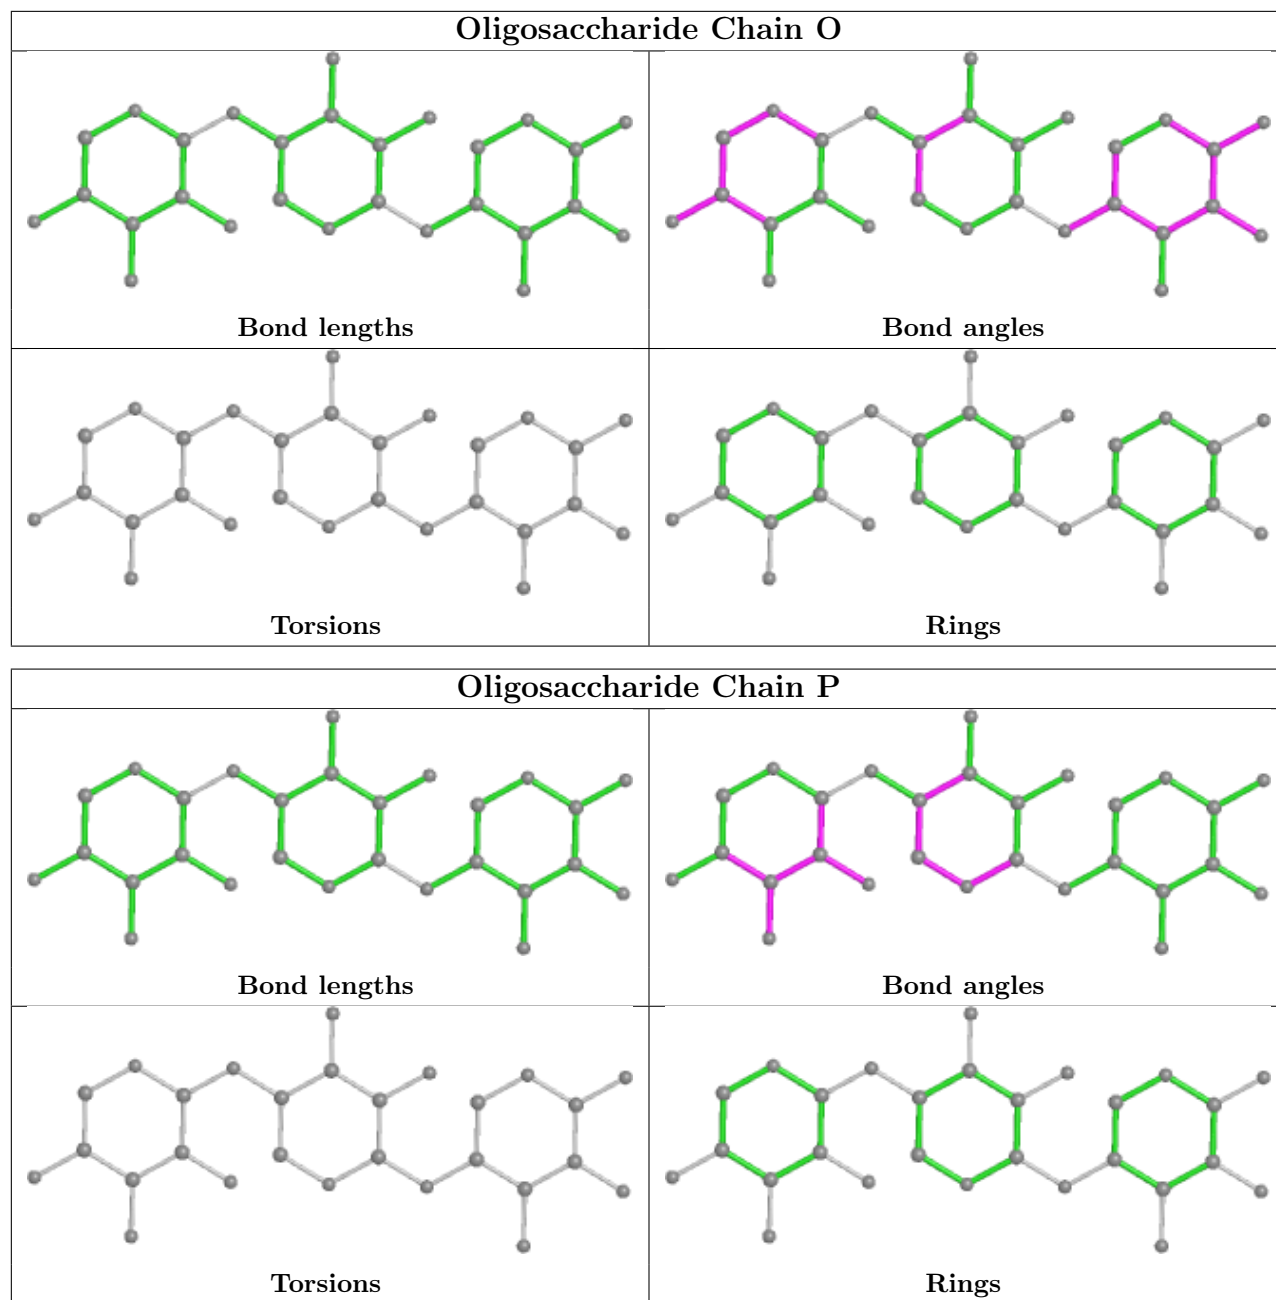 Oligosaccharide Chain O
Bond lengths
Bond angles
Torsions
Rings
Oligosaccharide Chain P
Bond lengths
Bond angles
Torsions
Rings